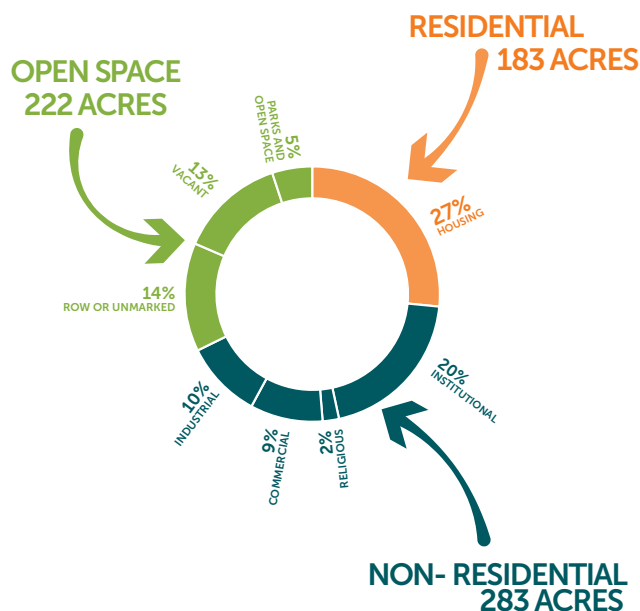 RESIDENTIAL
183 ACRES
OPEN SPACE
222 ACRES
5%
PARKS AND
OPEN SPACE
13%
VACANT
27%
HOUSING
14%
ROW OR UNMARKED
20%
INSTITUTIONAL
10%
INDUSTRIAL
9%
COMMERCIAL
2%
RELIGIOUS
NON- RESIDENTIAL
283 ACRES